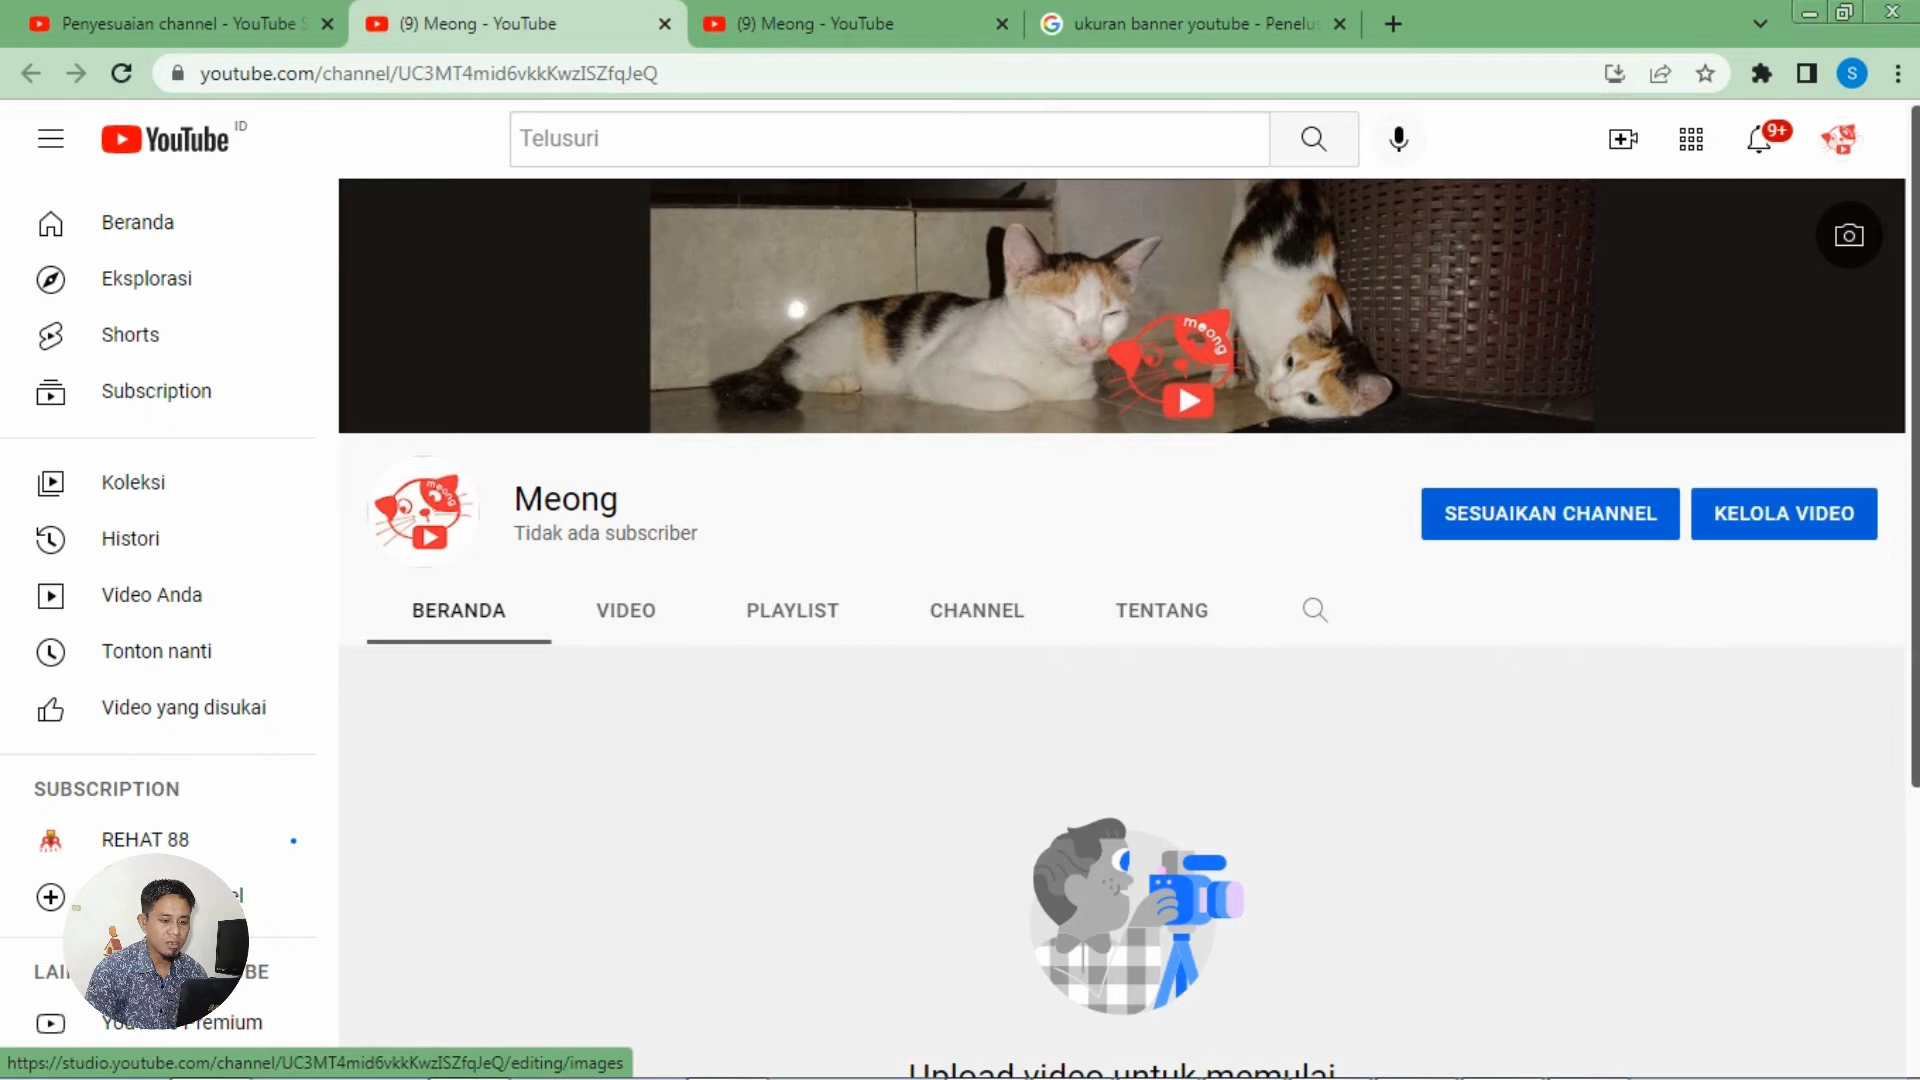 Penyesuaian channel - YouTube S
(9) Meong - YouTube
(9) Meong - YouTube
ukuran banner youtube - Penelus
youtube.com/channel/UC3MT4mid6vkkKwzISZfqJeQ
S
YouTube ID
Telusuri
9+
Beranda
Eksplorasi
Shorts
Subscription
Koleksi
Histori
Video Anda
Tonton nanti
Video yang disukai
SUBSCRIPTION
REHAT 88
meong
meong
Meong
Tidak ada subscriber
SESUAIKAN CHANNEL
KELOLA VIDEO
BERANDA
VIDEO
PLAYLIST
CHANNEL
TENTANG
Upload video untuk memulai
Premium
https://studio.youtube.com/channel/UC3MT4mid6vkkKwzISZfqJeQ/editing/images